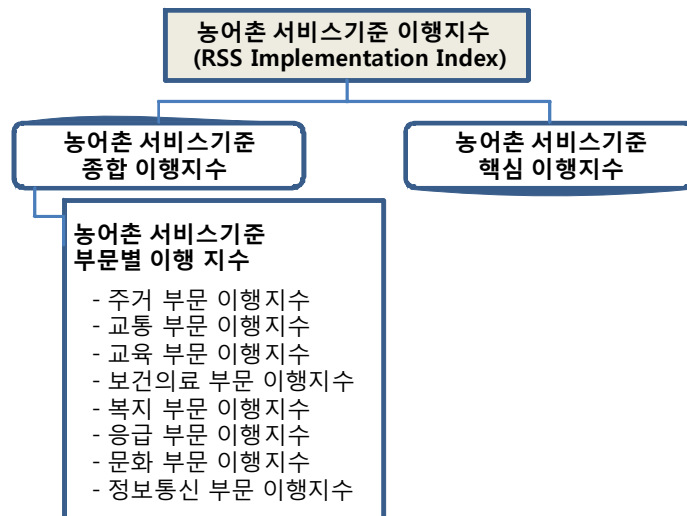 농어촌 서비스기준 이행지수
(RSS Implementation Index)
농어촌 서비스기준
종합 이행지수
농어촌 서비스기준
핵심 이행지수
농어촌 서비스기준
부문별 이행 지수
- 주거 부문 이행지수
- 교통 부문 이행지수
- 교육 부문 이행지수
- 보건의료 부문 이행지수
- 복지 부문 이행지수
- 응급 부문 이행지수
- 문화 부문 이행지수
- 정보통신 부문 이행지수